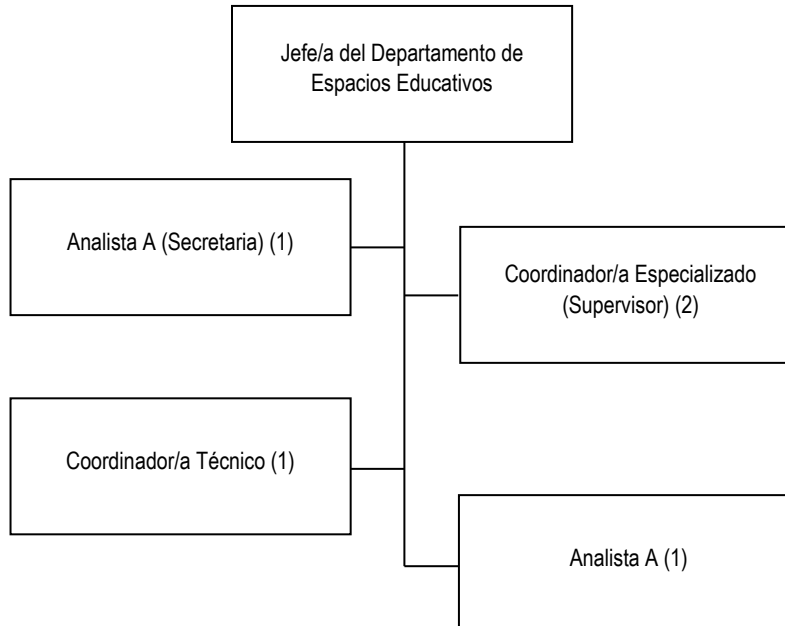 Jefe/a del Departamento de
Espacios Educativos
Analista A (Secretaria) (1)
Coordinador/a Especializado
(Supervisor) (2)
Coordinador/a Técnico (1)
Analista A (1)